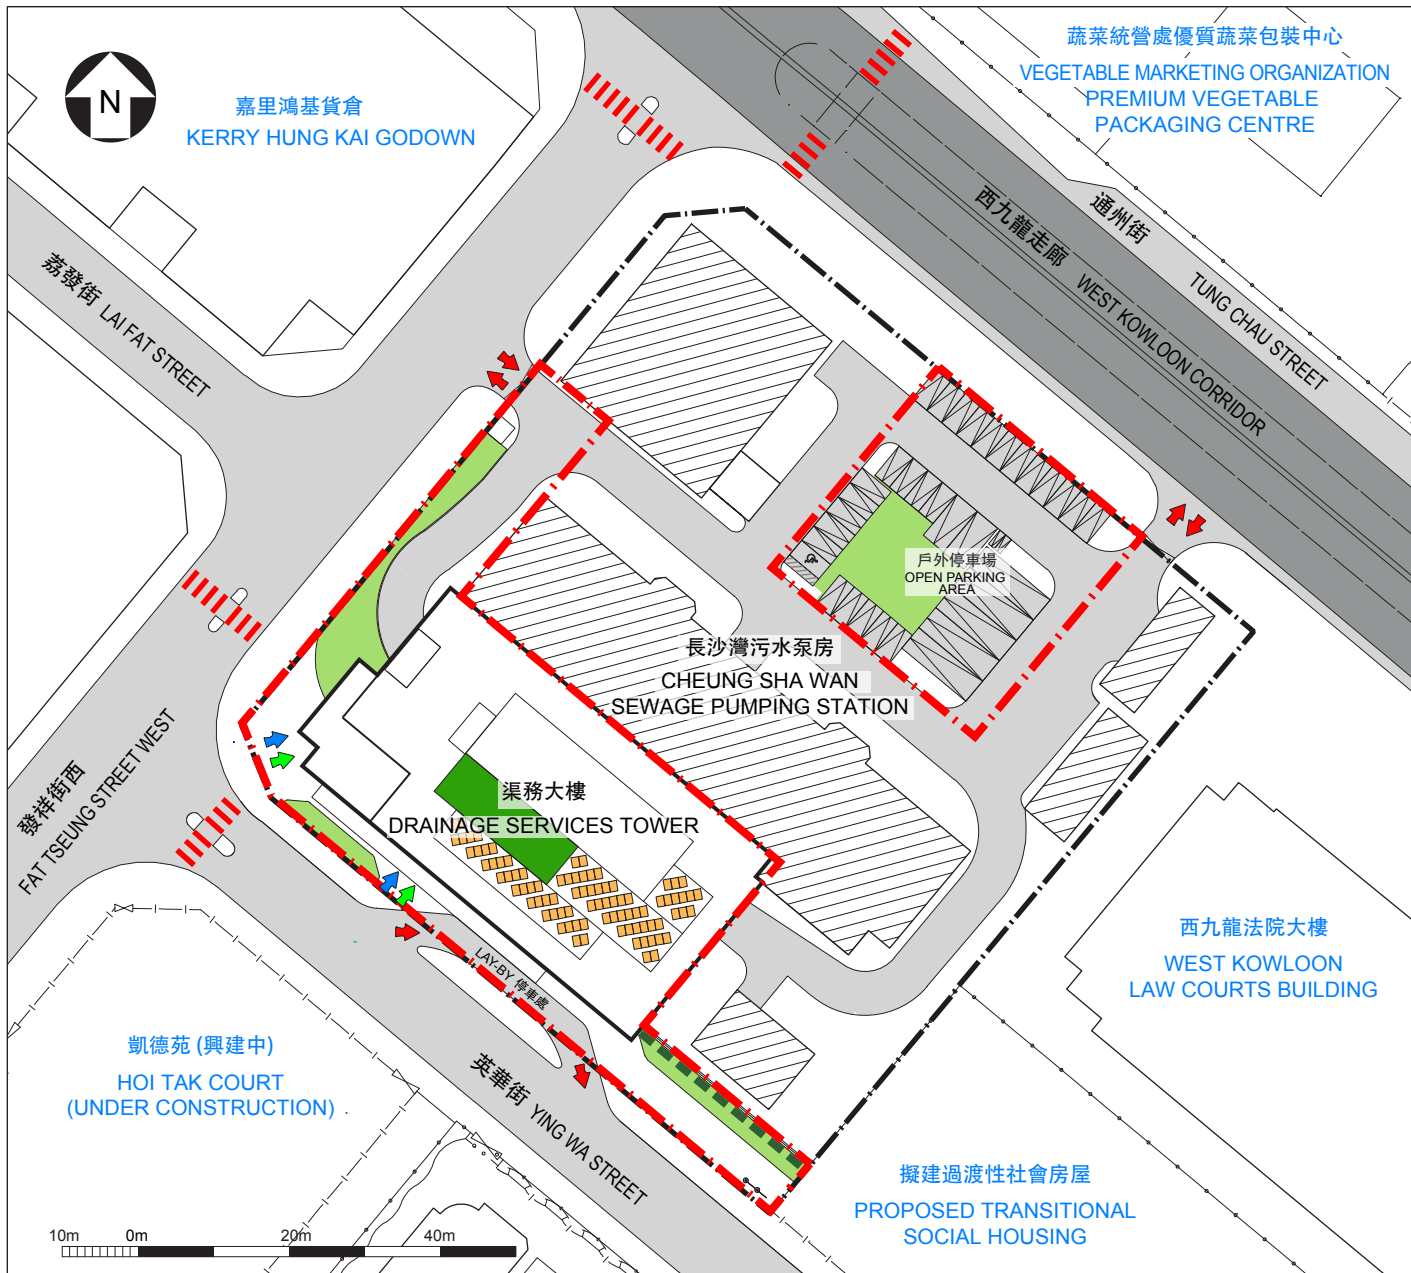 蔬菜統營處優質蔬菜包裝中心
VEGETABLE MARKETING ORGANIZATION
PREMIUM VEGETABLE
PACKAGING CENTRE
N
嘉里鴻基貨倉
KERRY HUNG KAI GODOWN
通州街
TUNG CHAU STREET
西九龍走廊 WEST KOWLOON CORRIDOR
荔發街 LAI FAT STREET
戶外停車場
OPEN PARKING
AREA
長沙灣污水泵房
CHEUNG SHA WAN
SEWAGE PUMPING STATION
發祥街西
FAT TSEUNG STREET WEST
渠務大樓
DRAINAGE SERVICES TOWER
西九龍法院大樓
WEST KOWLOON
LAW COURTS BUILDING
LAY-BY 停車處
凱德苑 (興建中)
HOI TAK COURT
(UNDER CONSTRUCTION)
英華街 YING WA STREET
擬建過渡性社會房屋
PROPOSED TRANSITIONAL
SOCIAL HOUSING
10m 0m 20m 40m